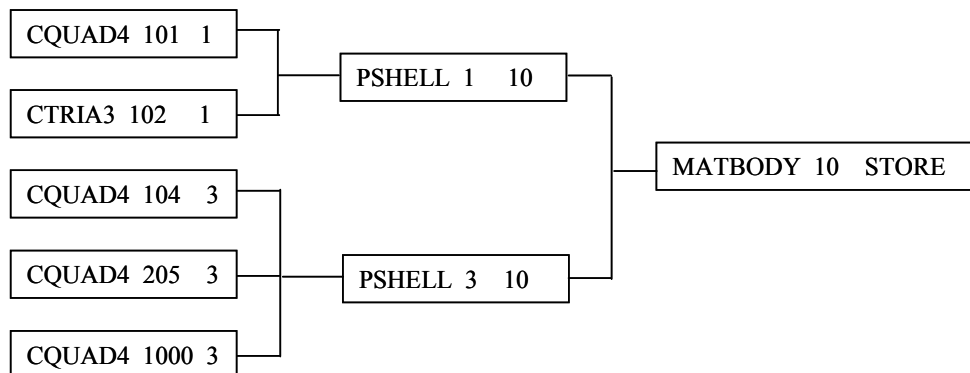 CQUAD4 101 1
CTRIA3 102 1
CQUAD4 104 3
CQUAD4 205 3
CQUAD4 1000 3
PSHELL 1 10
PSHELL 3 10
MATBODY 10 STORE